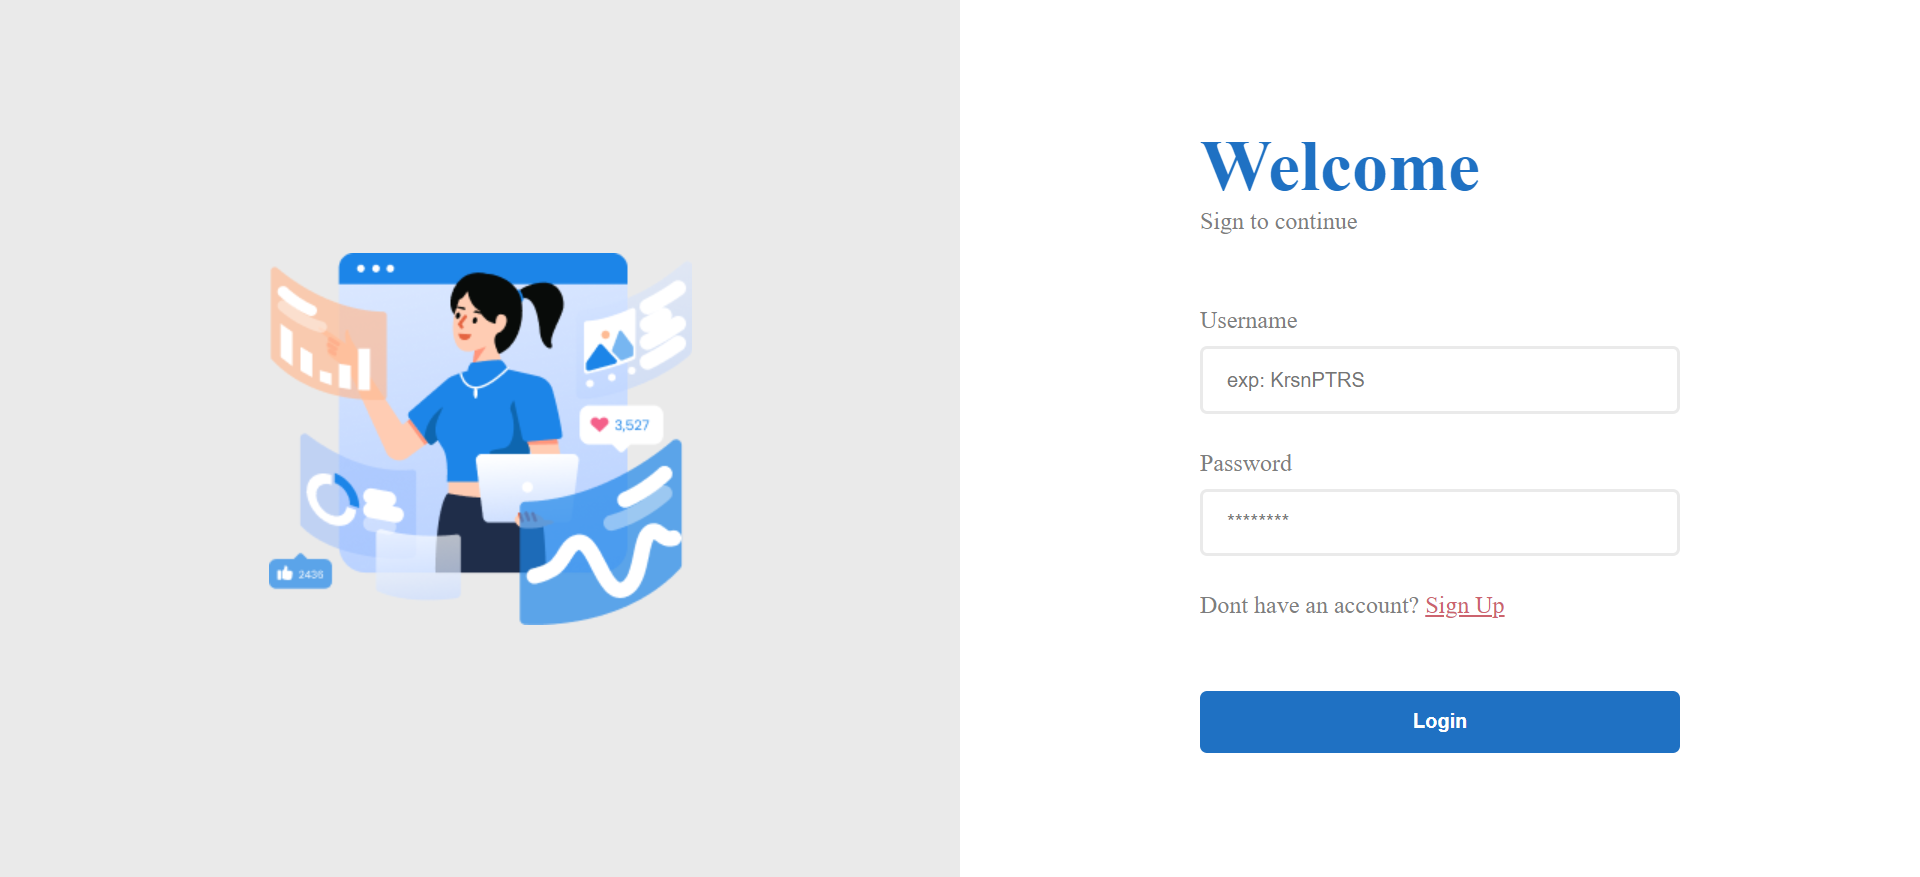 Welcome
Sign to continue
Username
exp: KrsnPTRS
Password
********
Dont have an account? Sign Up
Login
3,527
2436